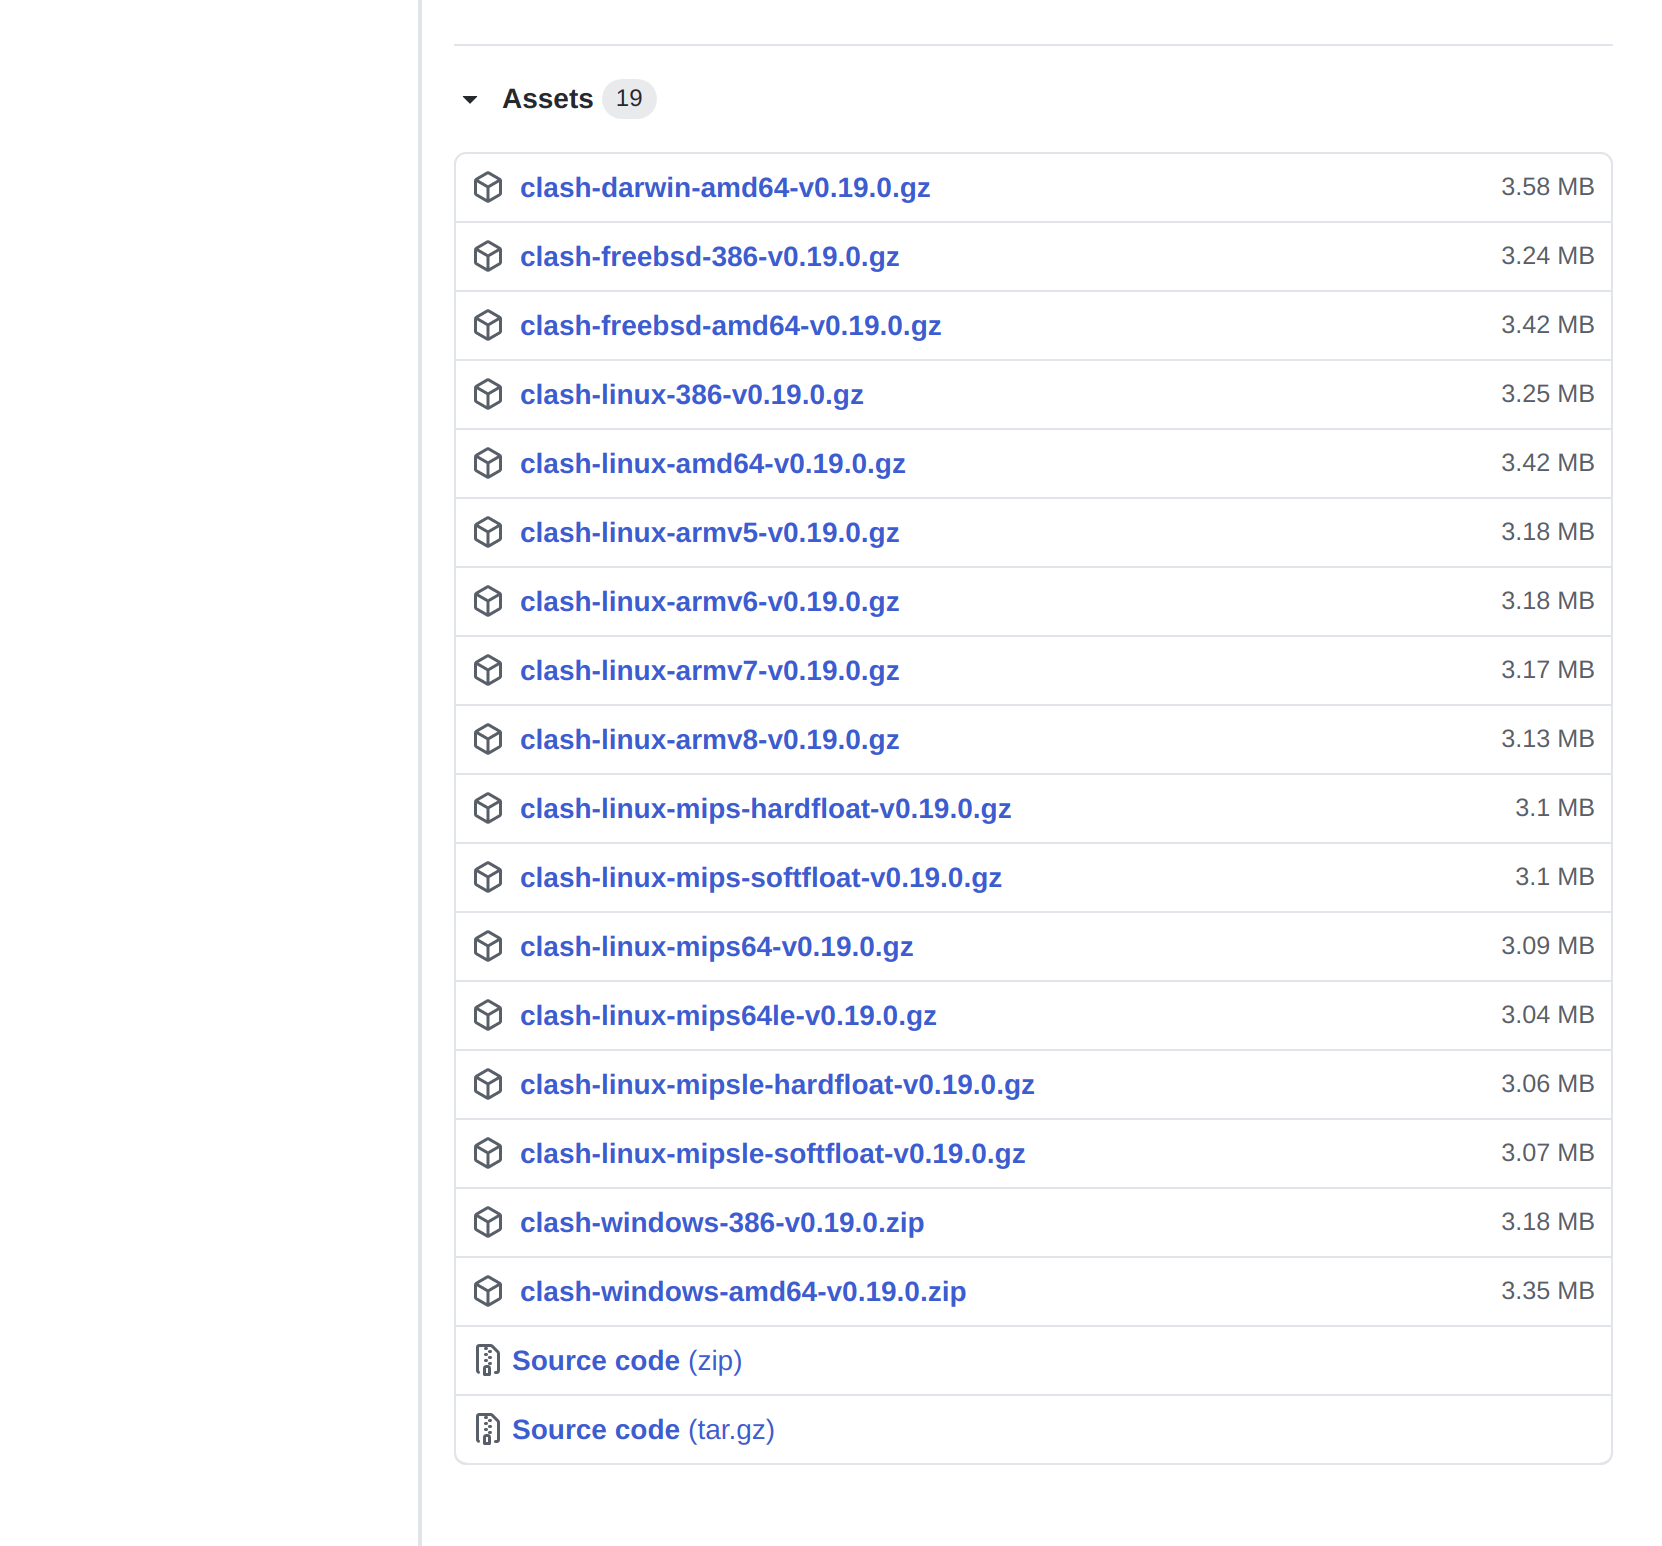 Assets 19
clash-darwin-amd64-v0.19.0.gz 3.58 MB
clash-freebsd-386-v0.19.0.gz 3.24 MB
clash-freebsd-amd64-v0.19.0.gz 3.42 MB
clash-linux-386-v0.19.0.gz 3.25 MB
clash-linux-amd64-v0.19.0.gz 3.42 MB
clash-linux-armv5-v0.19.0.gz 3.18 MB
clash-linux-armv6-v0.19.0.gz 3.18 MB
clash-linux-armv7-v0.19.0.gz 3.17 MB
clash-linux-armv8-v0.19.0.gz 3.13 MB
clash-linux-mips-hardfloat-v0.19.0.gz 3.1 MB
clash-linux-mips-softfloat-v0.19.0.gz 3.1 MB
clash-linux-mips64-v0.19.0.gz 3.09 MB
clash-linux-mips64le-v0.19.0.gz 3.04 MB
clash-linux-mipsle-hardfloat-v0.19.0.gz 3.06 MB
clash-linux-mipsle-softfloat-v0.19.0.gz 3.07 MB
clash-windows-386-v0.19.0.zip 3.18 MB
clash-windows-amd64-v0.19.0.zip 3.35 MB
Source code (zip)
Source code (tar.gz)